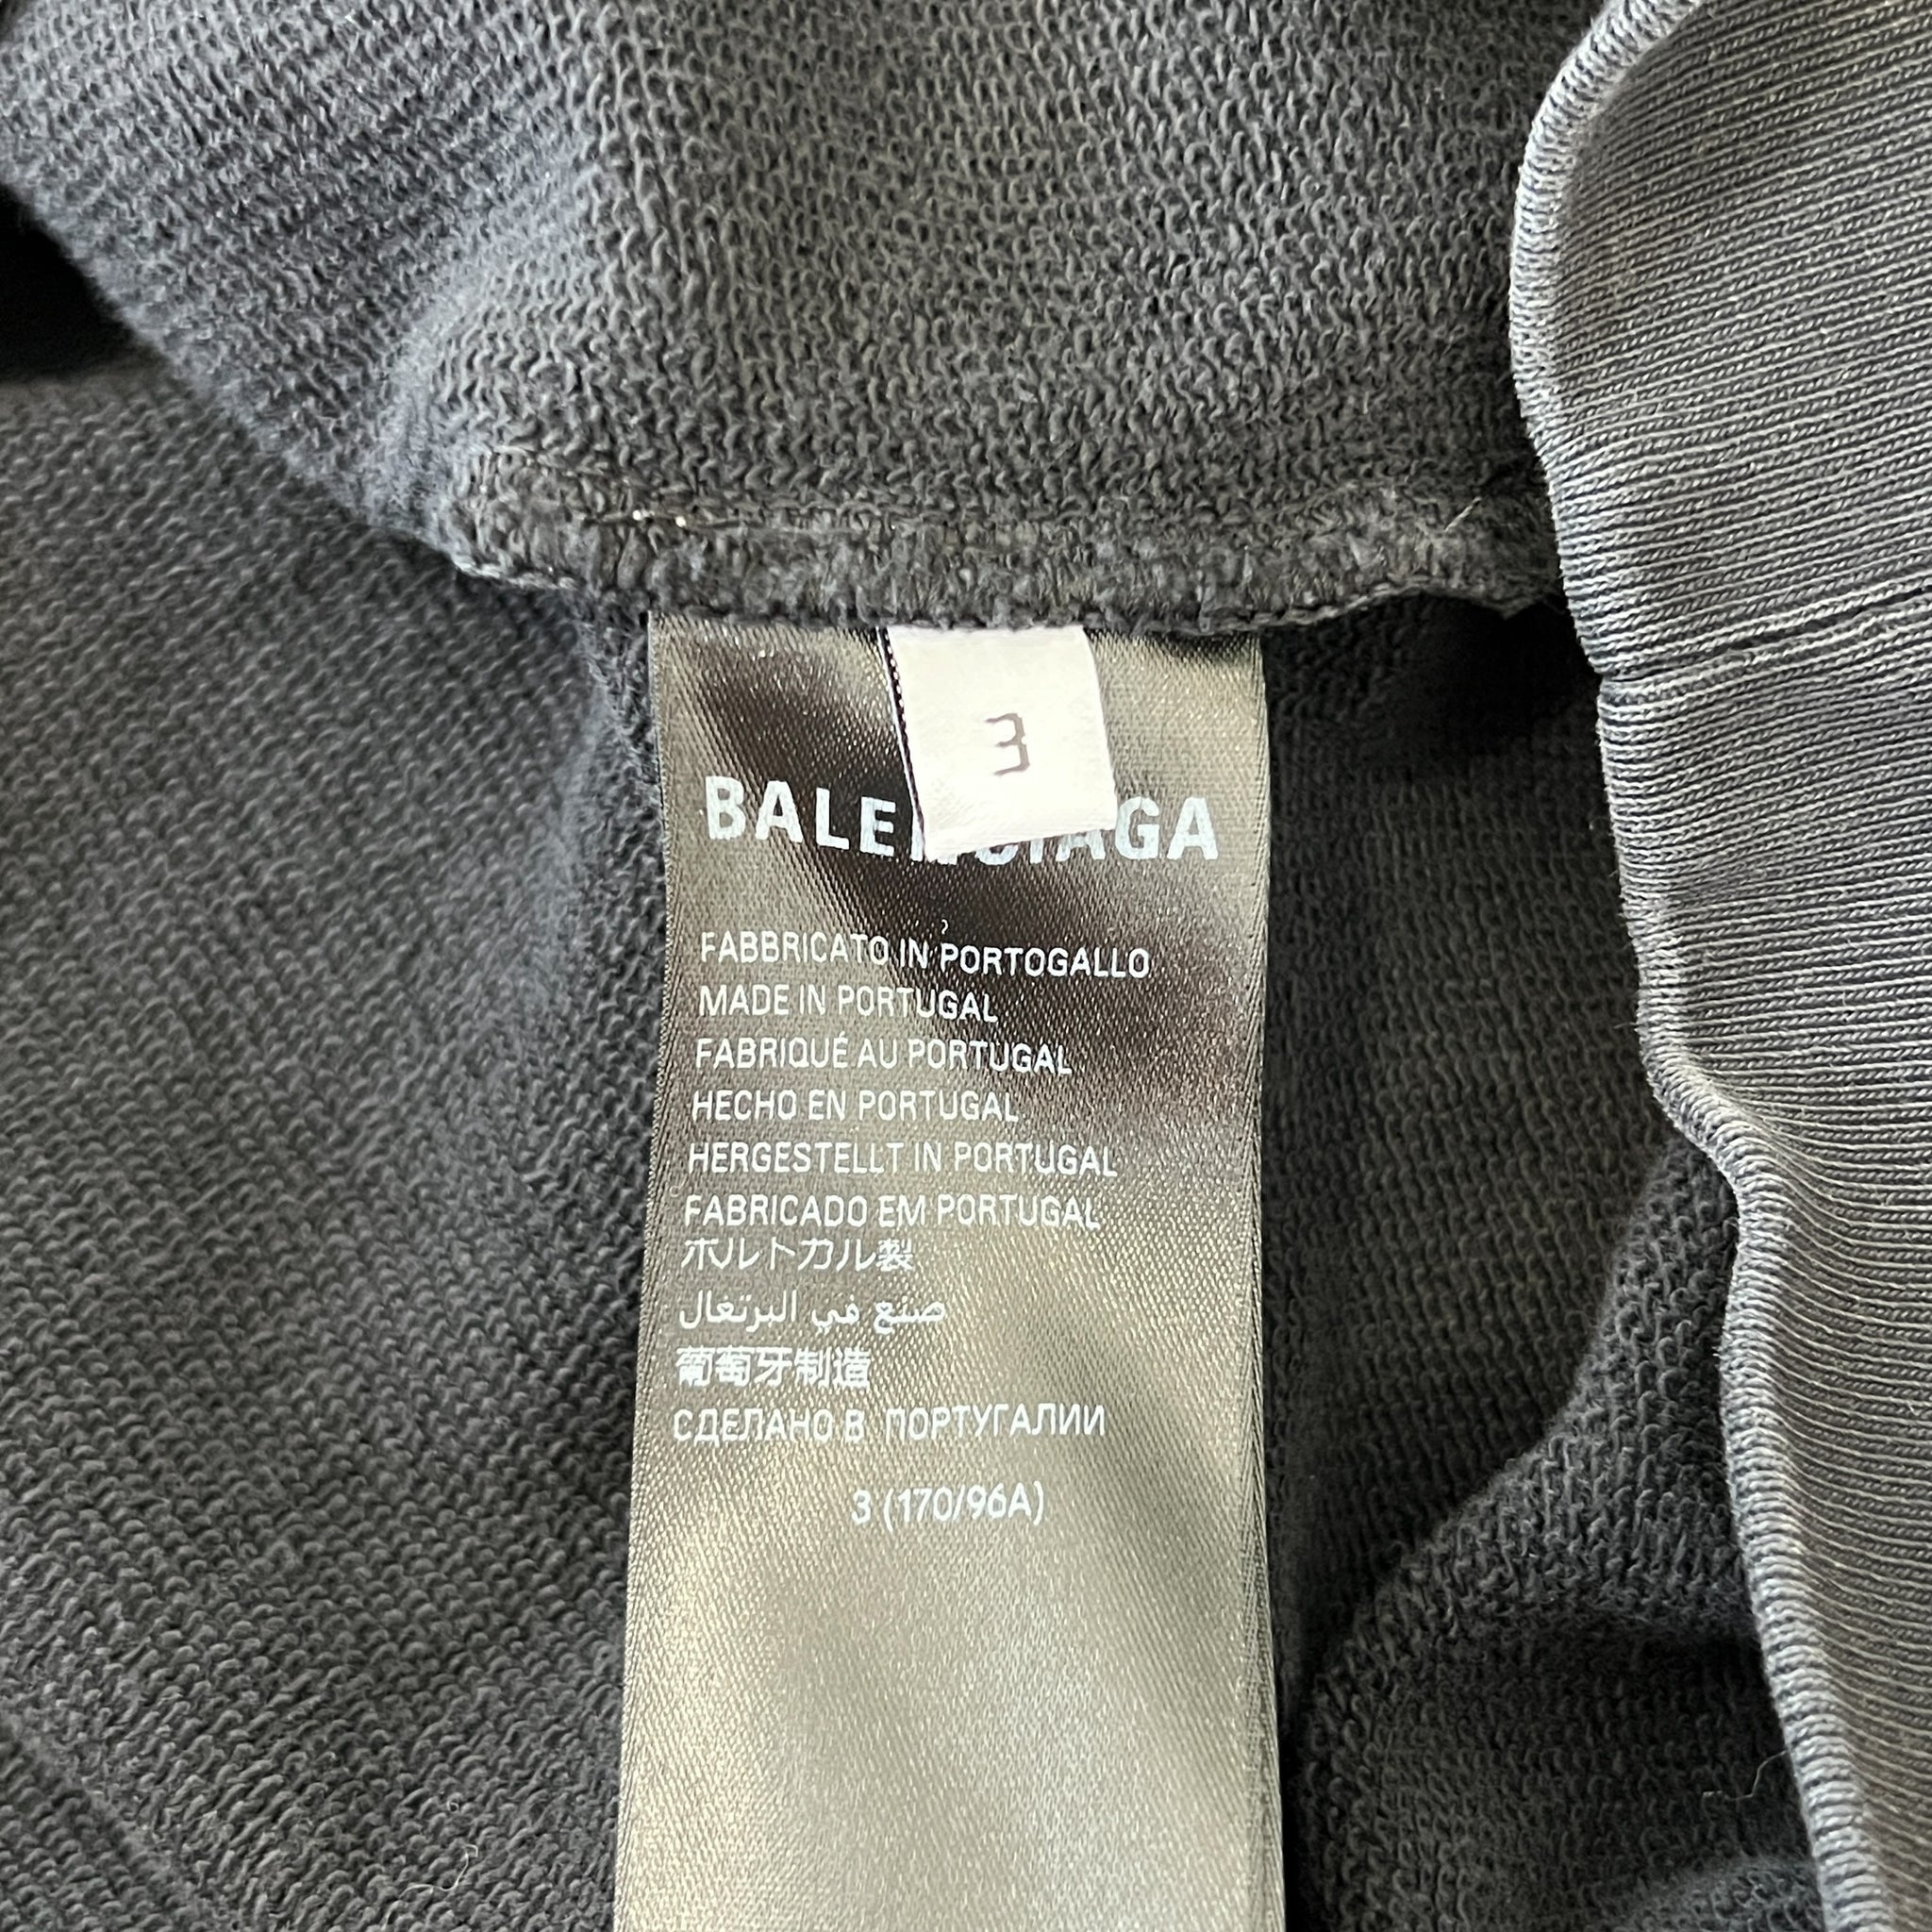 3
BALENCIAGA
FABBRICATO IN PORTOGALLO
MADE IN PORTUGAL
FABRIQUÉ AU PORTUGAL
HECHO EN PORTUGAL
HERGESTELLT IN PORTUGAL
FABRICADO EM PORTUGAL
ポルトガル製
صنع في البرتغال
葡萄牙制造
СДЕЛАНО В ПОРТУГАЛИИ
3 (170/96A)